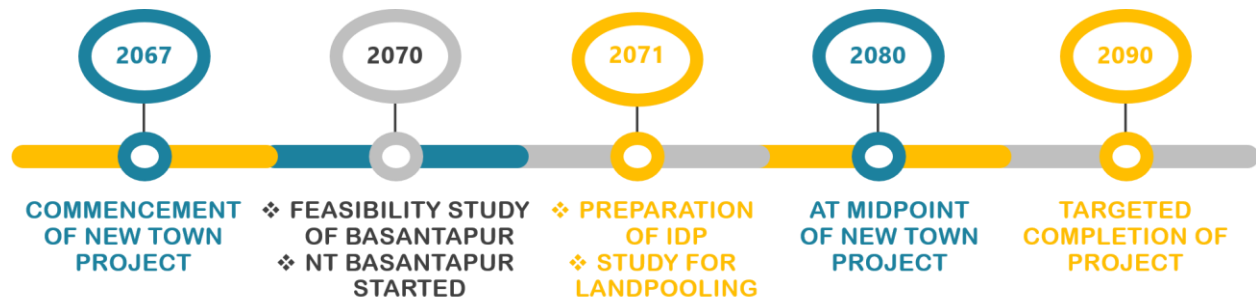 2067
2070
2071
2080
2090
COMMENCEMENT
OF NEW TOWN
PROJECT
❖ FEASIBILITY STUDY
OF BASANTAPUR
❖ NT BASANTAPUR
STARTED
❖ PREPARATION
OF IDP
❖ STUDY FOR
LANDPOOLING
AT MIDPOINT
OF NEW TOWN
PROJECT
TARGETED
COMPLETION OF
PROJECT